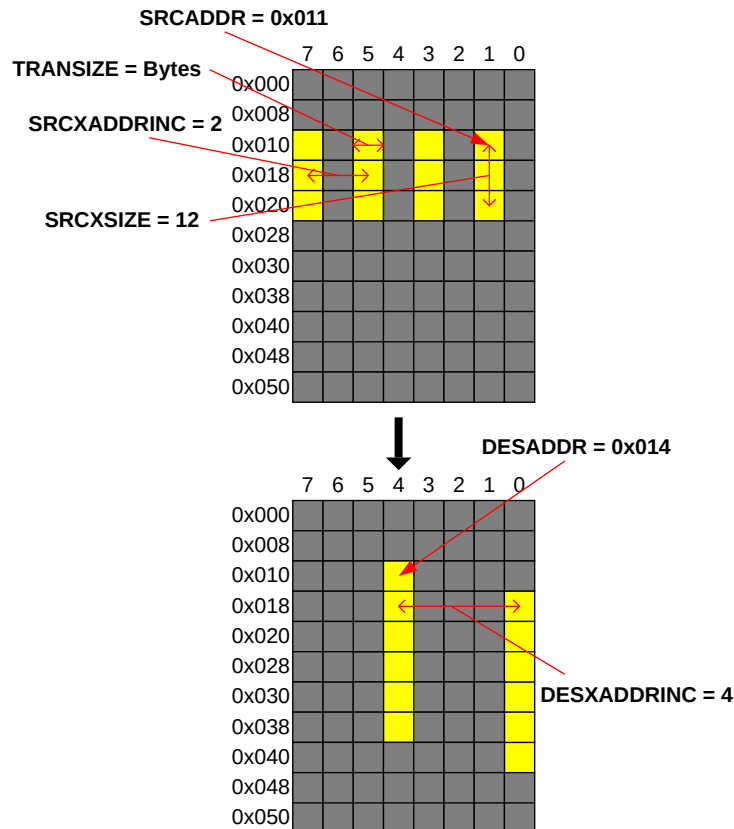 SRCADDR = 0x011
7 6 5 4 3 2 1 0
TRANSIZE = Bytes
0x000
0x008
SRCXADDRINC = 2
0x010
0x018
0x020
SRCXSIZE = 12
0x028
0x030
0x038
0x040
0x048
0x050
DESADDR = 0x014
7 6 5 4 3 2 1 0
0x000
0x008
0x010
0x018
0x020
0x028
0x030
DESXADDRINC = 4
0x038
0x040
0x048
0x050